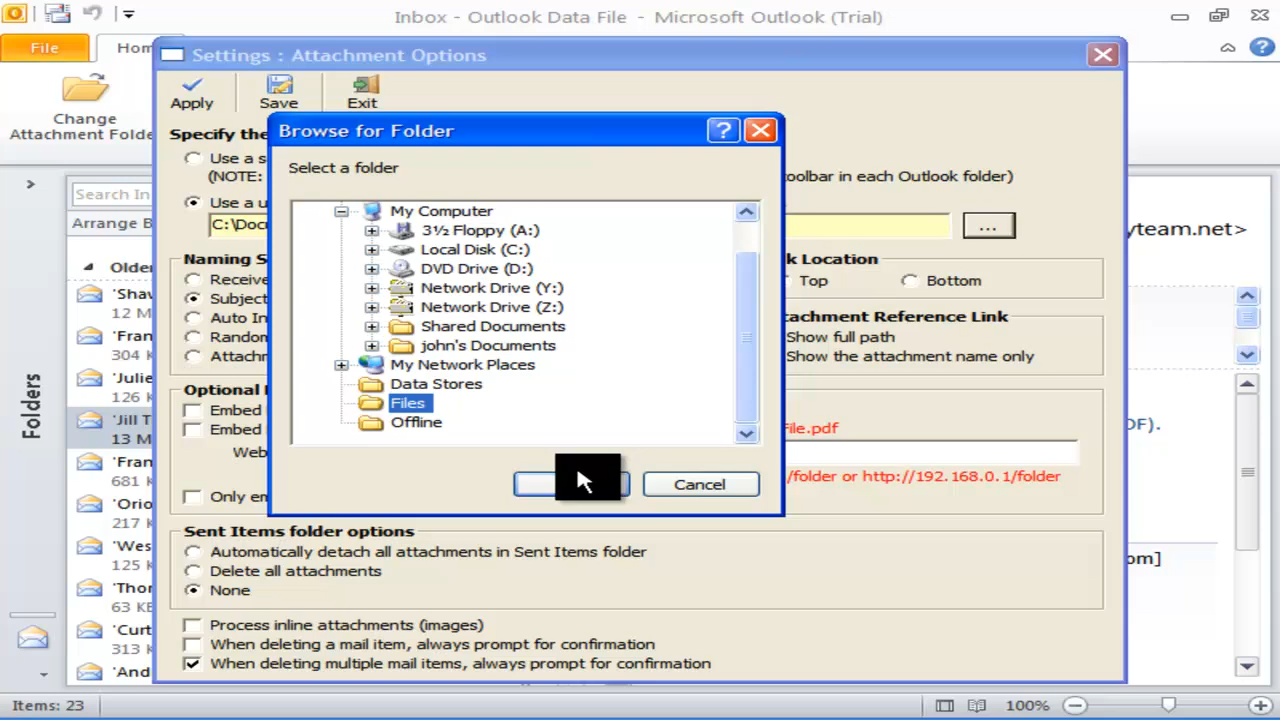 Inbox - Outlook Data File - Microsoft Outlook (Trial)
File
Hom
Change
Attachment Folde
Settings : Attachment Options
Apply
Save
Exit
Specify the
Use a s
(NOTE:
oolbar in each Outlook folder)
Use a u
C:\Docu
...
Browse for Folder
?
Select a folder
My Computer
3½ Floppy (A:)
Local Disk (C:)
DVD Drive (D:)
Network Drive (Y:)
Network Drive (Z:)
Shared Documents
john's Documents
My Network Places
Data Stores
Files
Offline
Cancel
Search In
Arrange B
yteam.net>
Older
'Shaw
12 M
'Fran
304 K
'Julie
126 K
'Jill T
13 M
'Fran
681 K
'Orio
217 K
'Wes
125 K
'Thor
63 KB
'Curt
313 K
'And
Folders
Naming S
Receive
Subject
Auto In
Random
Attachm
k Location
Top
Bottom
tachment Reference Link
Show full path
Show the attachment name only
Optional
Embed
Embed
Web
Only em
File.pdf
/folder or http://192.168.0.1/folder
DF).
om]
Sent Items folder options
Automatically detach all attachments in Sent Items folder
Delete all attachments
None
Process inline attachments (images)
When deleting a mail item, always prompt for confirmation
When deleting multiple mail items, always prompt for confirmation
Items: 23
100%